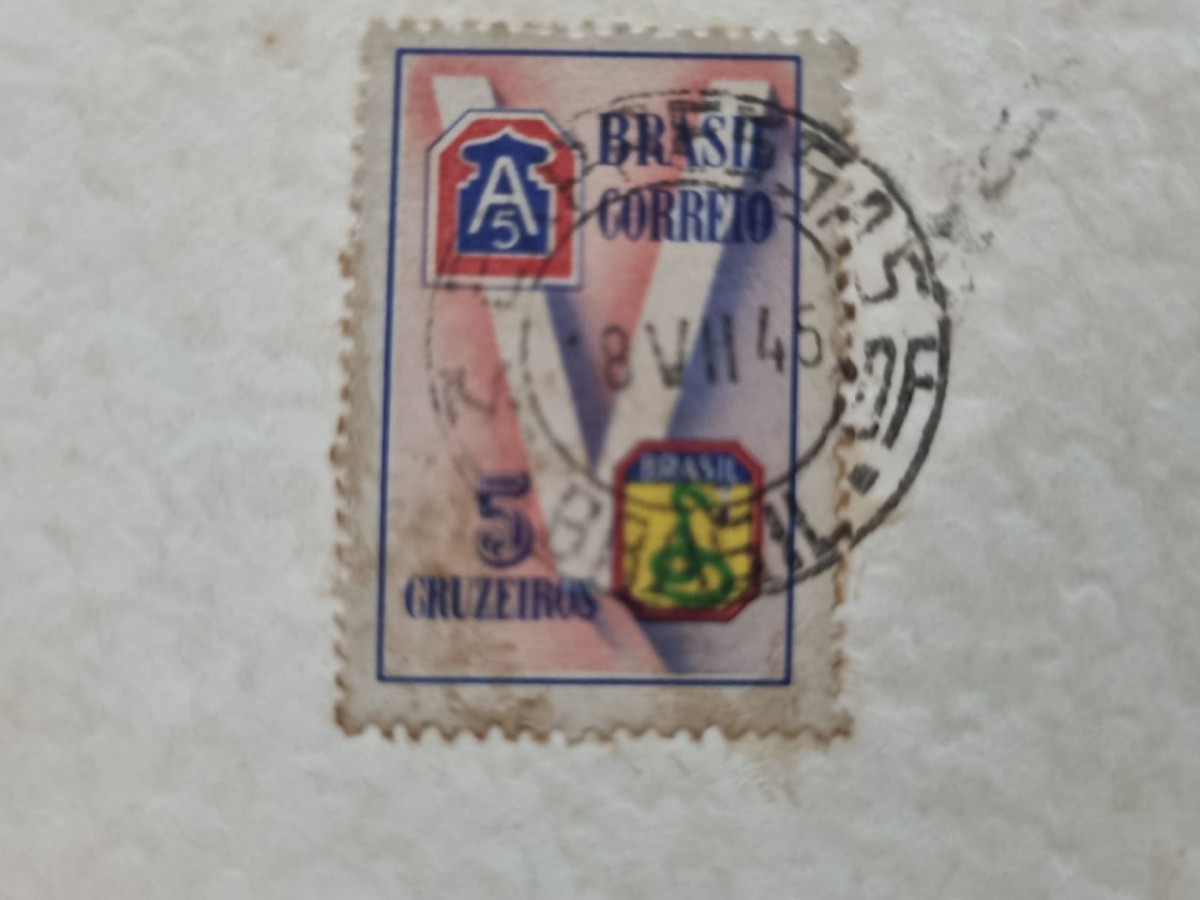 BRASIL
CORREIO
A
5
8 VII 45
BRASIL
5
CRUZEIROS